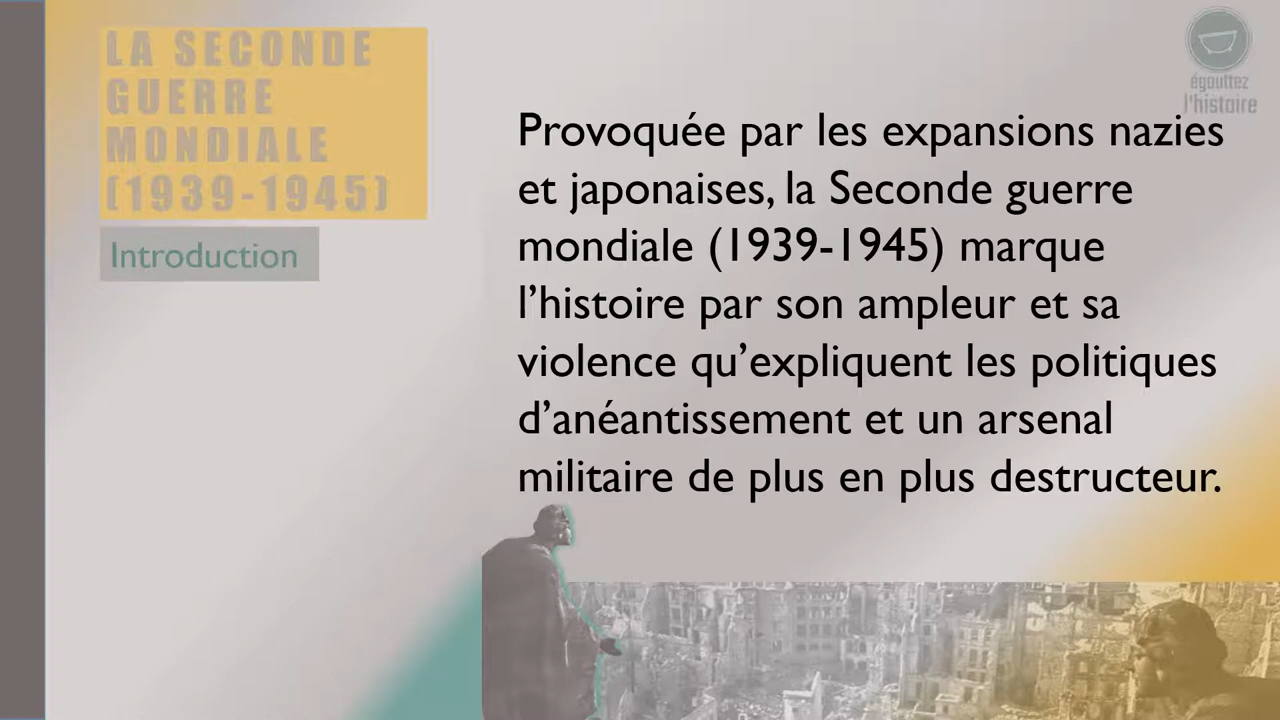 LA SECONDE
GUERRE
MONDIALE
(1939-1945)
Introduction
égouttez
l'histoire
Provoquée par les expansions nazies
et japonaises, la Seconde guerre
mondiale (1939-1945) marque
l’histoire par son ampleur et sa
violence qu’expliquent les politiques
d’anéantissement et un arsenal
militaire de plus en plus destructeur.